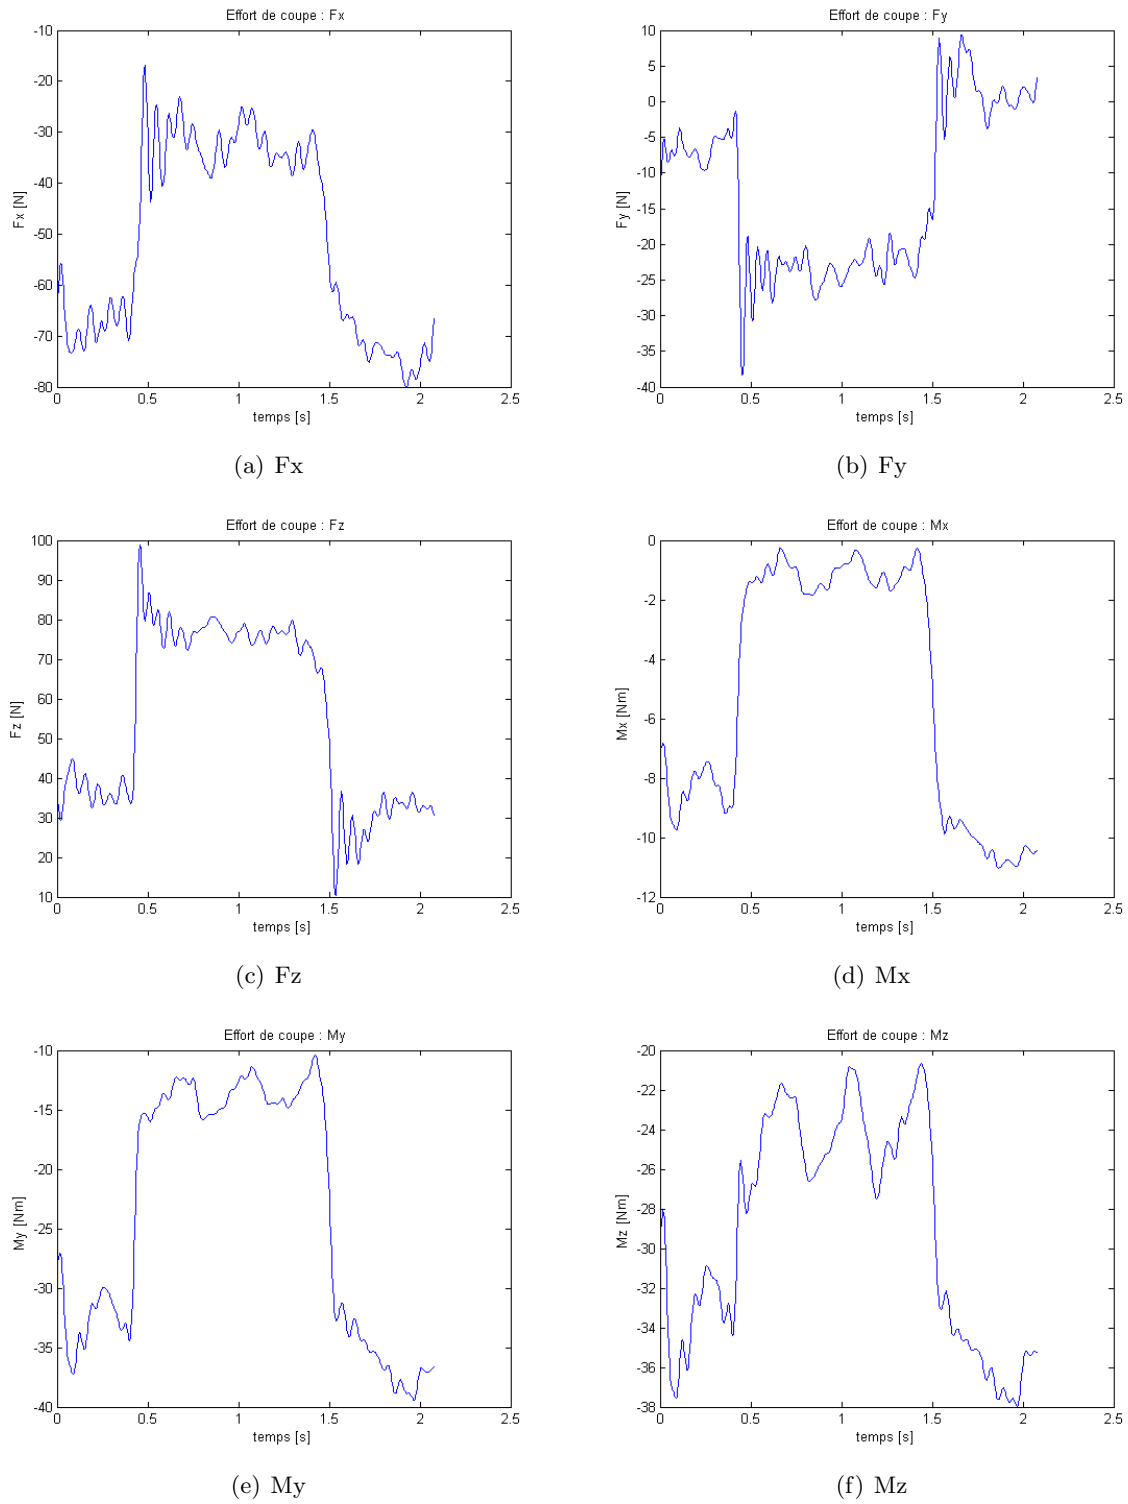 Effort de coupe : Fx
-10
-20
-30
-40
-50
-60
-70
-80
Fx [N]
0 0.5 1 1.5 2 2.5
temps [s]
(a) Fx
Effort de coupe : Fy
10
5
0
-5
-10
-15
-20
-25
-30
-35
-40
Fy [N]
0 0.5 1 1.5 2 2.5
temps [s]
(b) Fy
Effort de coupe : Fz
100
90
80
70
60
50
40
30
20
10
Fz [N]
0 0.5 1 1.5 2 2.5
temps [s]
(c) Fz
Effort de coupe : Mx
0
-2
-4
-6
-8
-10
-12
Mx [Nm]
0 0.5 1 1.5 2 2.5
temps [s]
(d) Mx
Effort de coupe : My
-10
-15
-20
-25
-30
-35
-40
My [Nm]
0 0.5 1 1.5 2 2.5
temps [s]
(e) My
Effort de coupe : Mz
-20
-22
-24
-26
-28
-30
-32
-34
-36
-38
Mz [Nm]
0 0.5 1 1.5 2 2.5
temps [s]
(f) Mz